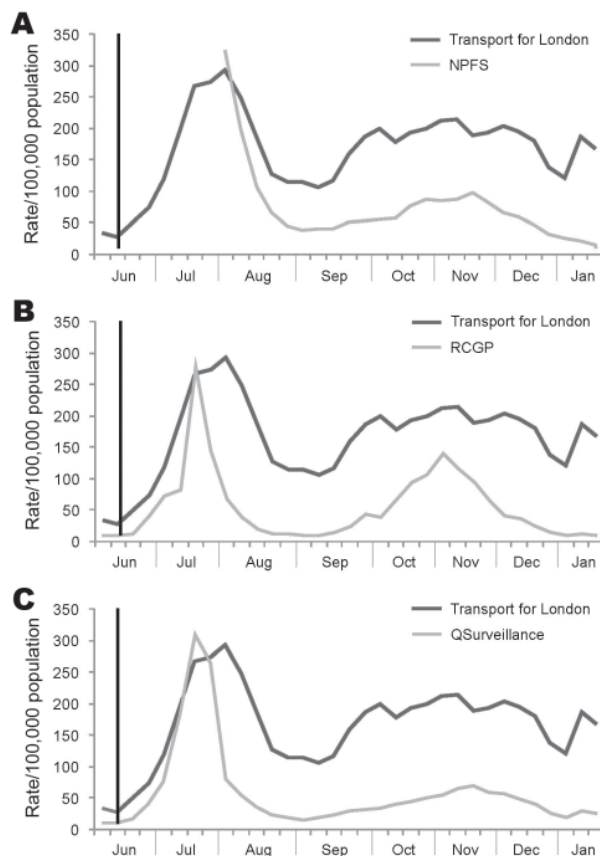 A
Rate/100,000 population
350
300
250
200
150
100
50
0
Transport for London
NPFS
Jun Jul Aug Sep Oct Nov Dec Jan
B
Rate/100,000 population
350
300
250
200
150
100
50
0
Transport for London
RCGP
Jun Jul Aug Sep Oct Nov Dec Jan
C
Rate/100,000 population
350
300
250
200
150
100
50
0
Transport for London
QSurveillance
Jun Jul Aug Sep Oct Nov Dec Jan